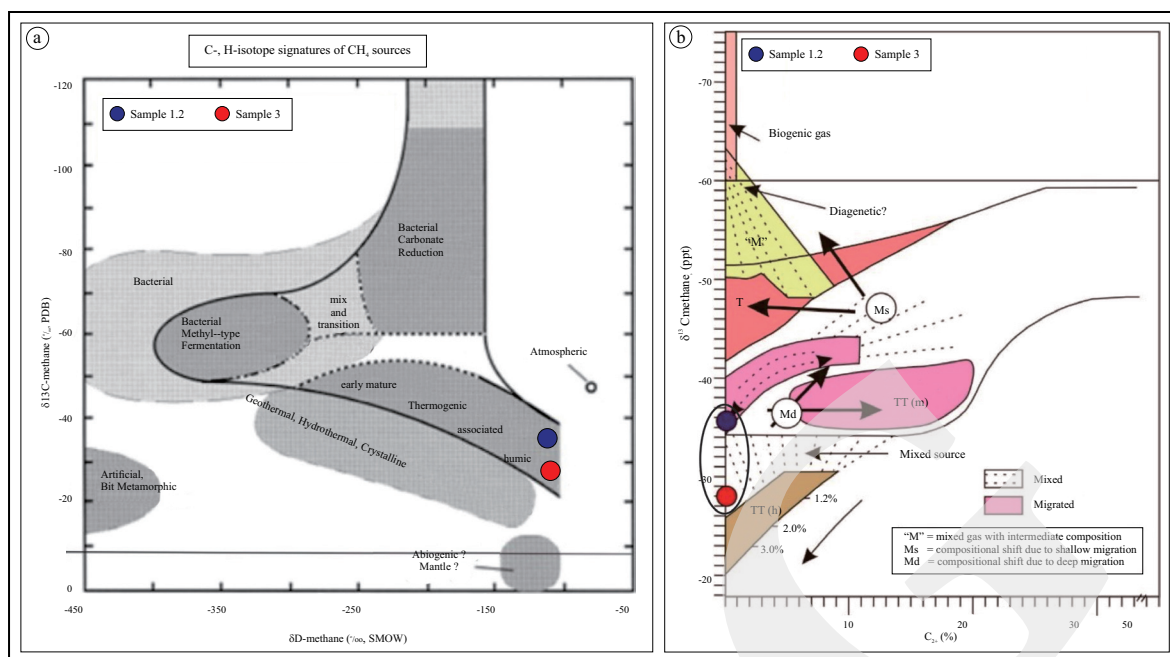 a
C-, H-isotope signatures of CH₄ sources
-120
Sample 1.2
Sample 3
-100
Bacterial
Carbonate
Reduction
-80
Bacterial
mix
and
transition
Bacterial
Methyl--type
Fermentation
-60
Atmospheric
early mature
-40
Thermogenic
Geothermal, Hydrothermal, Crystalline
associated
humic
Artificial,
Bit Metamorphic
-20
Abiogenic ?
Mantle ?
0
-450
-350
-250
-150
-50
δ13C-methane (‰, PDB)
δD-methane (‰, SMOW)
b
Sample 1.2
Sample 3
-70
Biogenic gas
-60
Diagenetic?
"M"
-50
T
Ms
-40
TT (m)
Md
Mixed source
-30
Mixed
TT (h)
1.2%
Migrated
2.0%
3.0%
"M" = mixed gas with intermediate composition
Ms = compositional shift due to shallow migration
Md = compositional shift due to deep migration
-20
10
20
30
50
δ¹³ Cmethane (ppt)
C₂₊ (%)